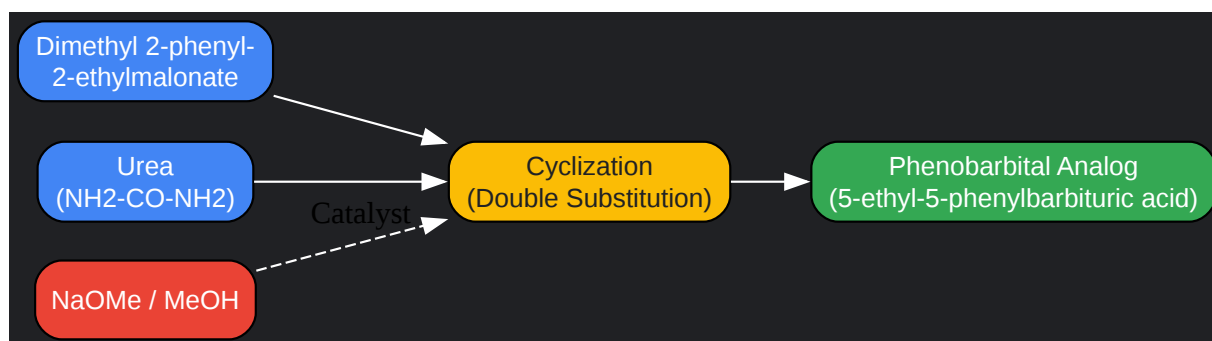 Dimethyl 2-phenyl-
2-ethylmalonate
Urea
(NH2-CO-NH2)
Catalyst
NaOMe / MeOH
Cyclization
(Double Substitution)
Phenobarbital Analog
(5-ethyl-5-phenylbarbituric acid)